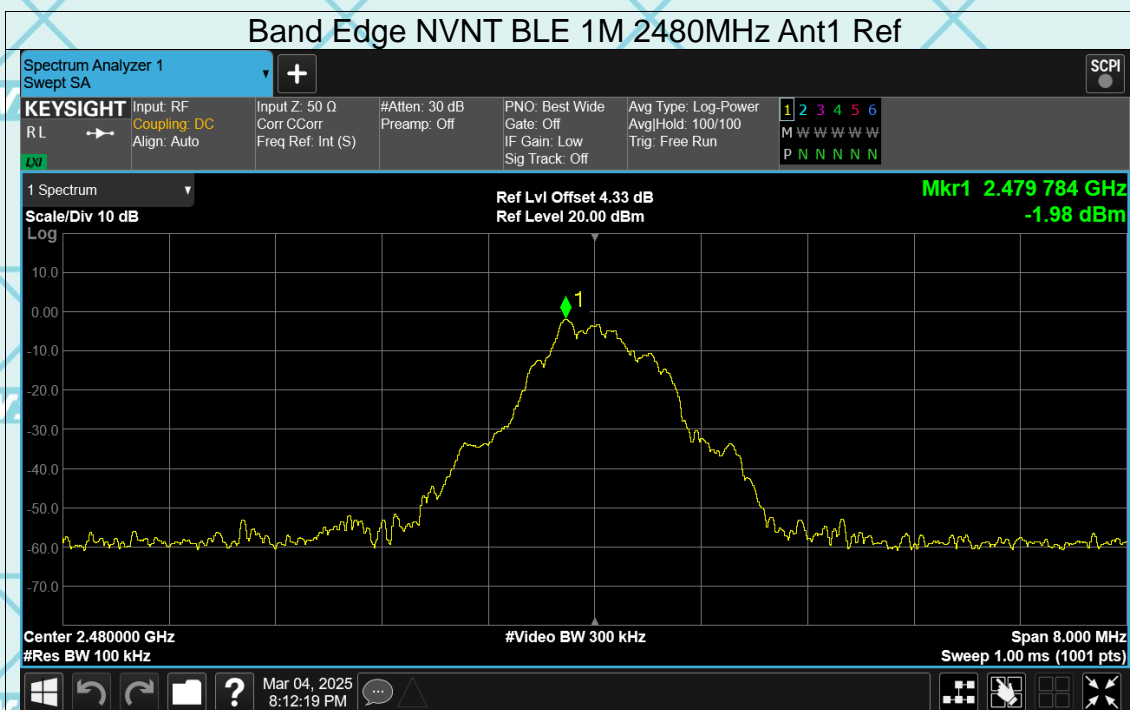 Band Edge NVNT BLE 1M 2480MHz Ant1 Ref
Spectrum Analyzer 1
Swept SA
SCPI
KEYSIGHT
R L
LXI
Input: RF
Coupling: DC
Align: Auto
Input Z: 50 Ω
Corr CCorr
Freq Ref: Int (S)
#Atten: 30 dB
Preamp: Off
PNO: Best Wide
Gate: Off
IF Gain: Low
Sig Track: Off
Avg Type: Log-Power
Avg|Hold: 100/100
Trig: Free Run
1 2 3 4 5 6
M W W W W W
P N N N N N
1 Spectrum
Scale/Div 10 dB
Log
Ref Lvl Offset 4.33 dB
Ref Level 20.00 dBm
Mkr1 2.479 784 GHz
-1.98 dBm
1
10.0
0.00
-10.0
-20.0
-30.0
-40.0
-50.0
-60.0
-70.0
Center 2.480000 GHz
#Res BW 100 kHz
#Video BW 300 kHz
Span 8.000 MHz
Sweep 1.00 ms (1001 pts)
Mar 04, 2025
8:12:19 PM